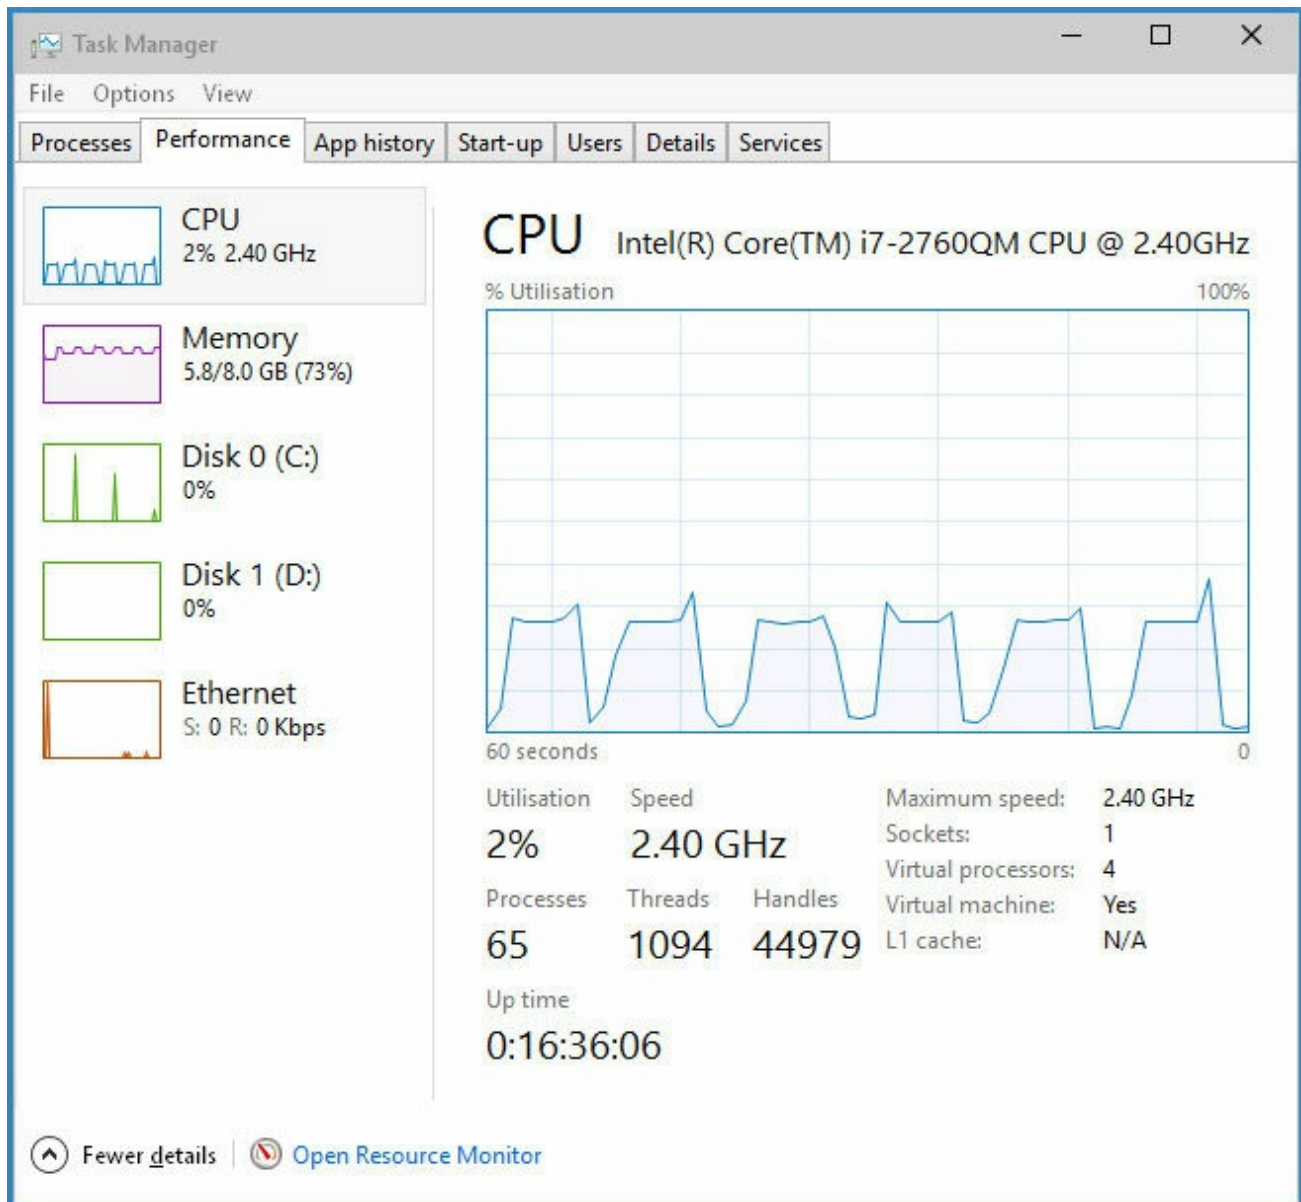 Task Manager
File Options View
Processes Performance App history Start-up Users Details Services
CPU
2% 2.40 GHz
Memory
5.8/8.0 GB (73%)
Disk 0 (C:)
0%
Disk 1 (D:)
0%
Ethernet
S: 0 R: 0 Kbps
CPU Intel(R) Core(TM) i7-2760QM CPU @ 2.40GHz
% Utilisation 100%
60 seconds 0
Utilisation Speed
2% 2.40 GHz
Processes Threads Handles
65 1094 44979
Up time
0:16:36:06
Maximum speed: 2.40 GHz
Sockets: 1
Virtual processors: 4
Virtual machine: Yes
L1 cache: N/A
Fewer details Open Resource Monitor